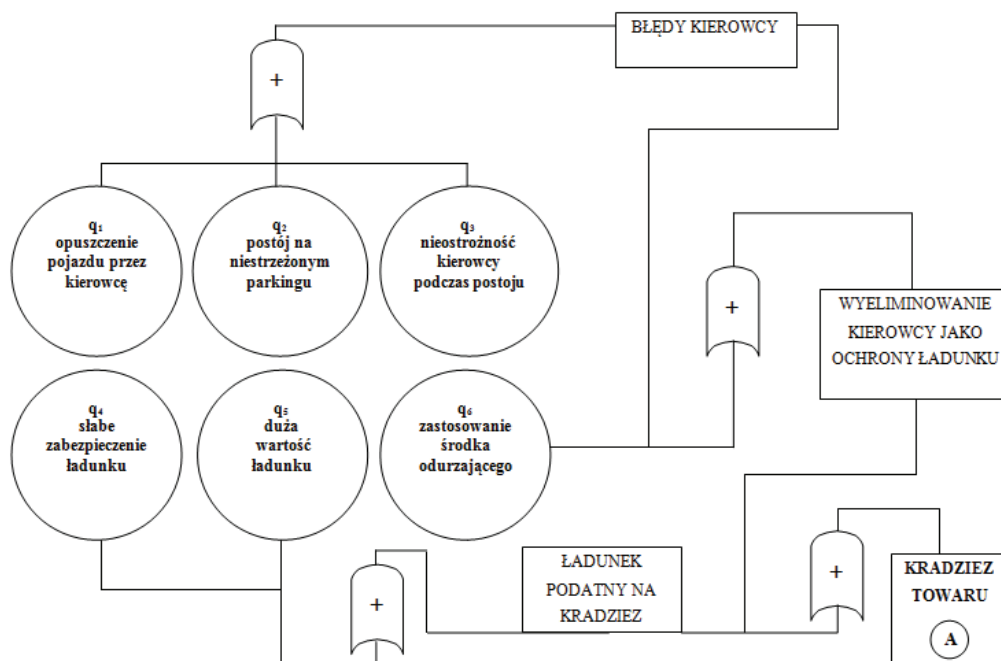 BŁĘDY KIEROWCY
+
q₁
opuszczenie
pojazdu przez
kierowcę
q₂
postój na
niestrzeżonym
parkingu
q₃
nieostrożność
kierowcy
podczas postoju
+
WYELIMINOWANIE
KIEROWCY JAKO
OCHRONY ŁADUNKU
q₄
słabe
zabezpieczenie
ładunku
q₅
duża
wartość
ładunku
q₆
zastosowanie
środka
odurzającego
+
ŁADUNEK
PODATNY NA
KRADZIEZ
+
KRADZIEZ
TOWARU
A